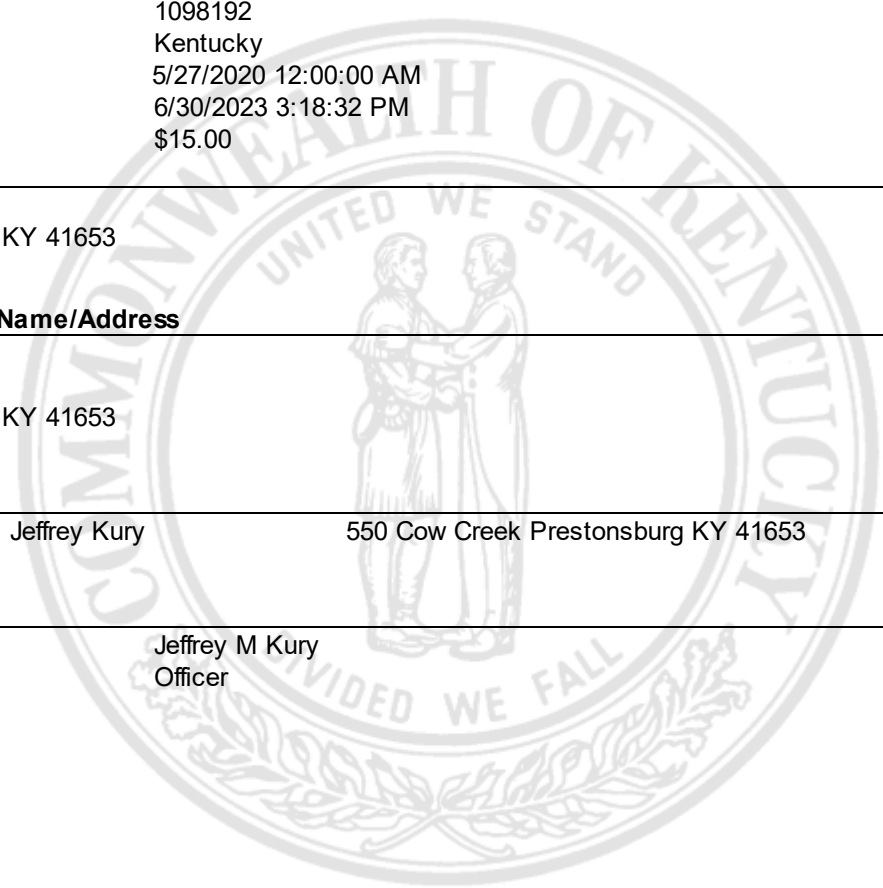 1098192
Kentucky
5/27/2020 12:00:00 AM
6/30/2023 3:18:32 PM
$15.00
KY 41653
Name/Address
KY 41653
Jeffrey Kury 550 Cow Creek Prestonsburg KY 41653
Jeffrey M Kury
Officer
COMMONWEALTH OF KENTUCKY
UNITED WE STAND
DIVIDED WE FALL